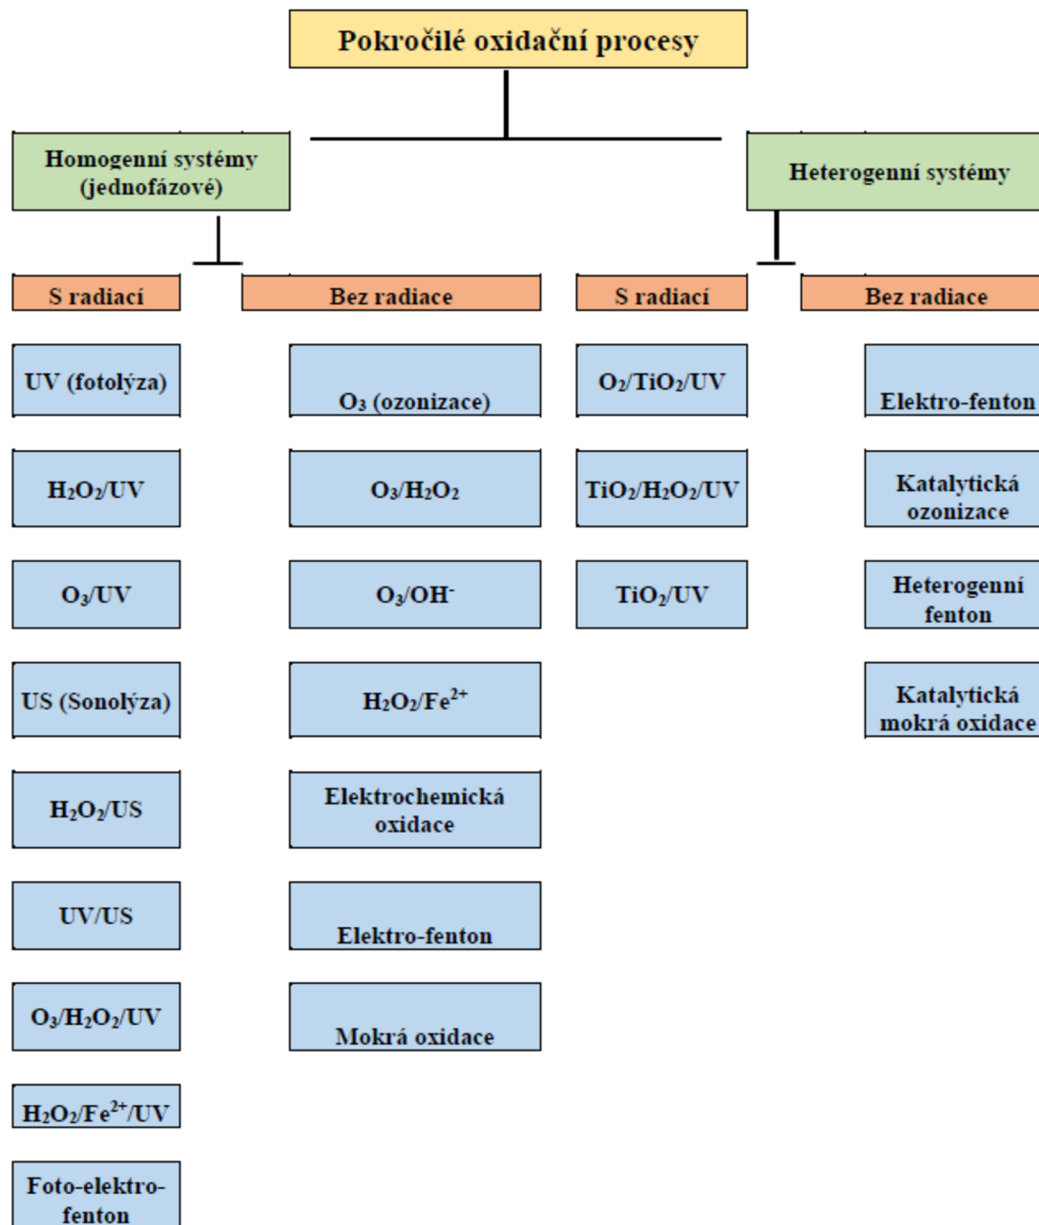 Pokročilé oxidační procesy
Homogenní systémy
(jednofázové)
Heterogenní systémy
S radiací
Bez radiace
S radiací
Bez radiace
UV (fotolýza)
O₃ (ozonizace)
O₂/TiO₂/UV
Elektro-fenton
H₂O₂/UV
O₃/H₂O₂
TiO₂/H₂O₂/UV
Katalytická
ozonizace
O₃/UV
O₃/OH⁻
TiO₂/UV
Heterogenní
fenton
US (Sonolýza)
H₂O₂/Fe²⁺
Katalytická
mokrá oxidace
H₂O₂/US
Elektrochemická
oxidace
UV/US
Elektro-fenton
O₃/H₂O₂/UV
Mokrá oxidace
H₂O₂/Fe²⁺/UV
Foto-elektro-
fenton